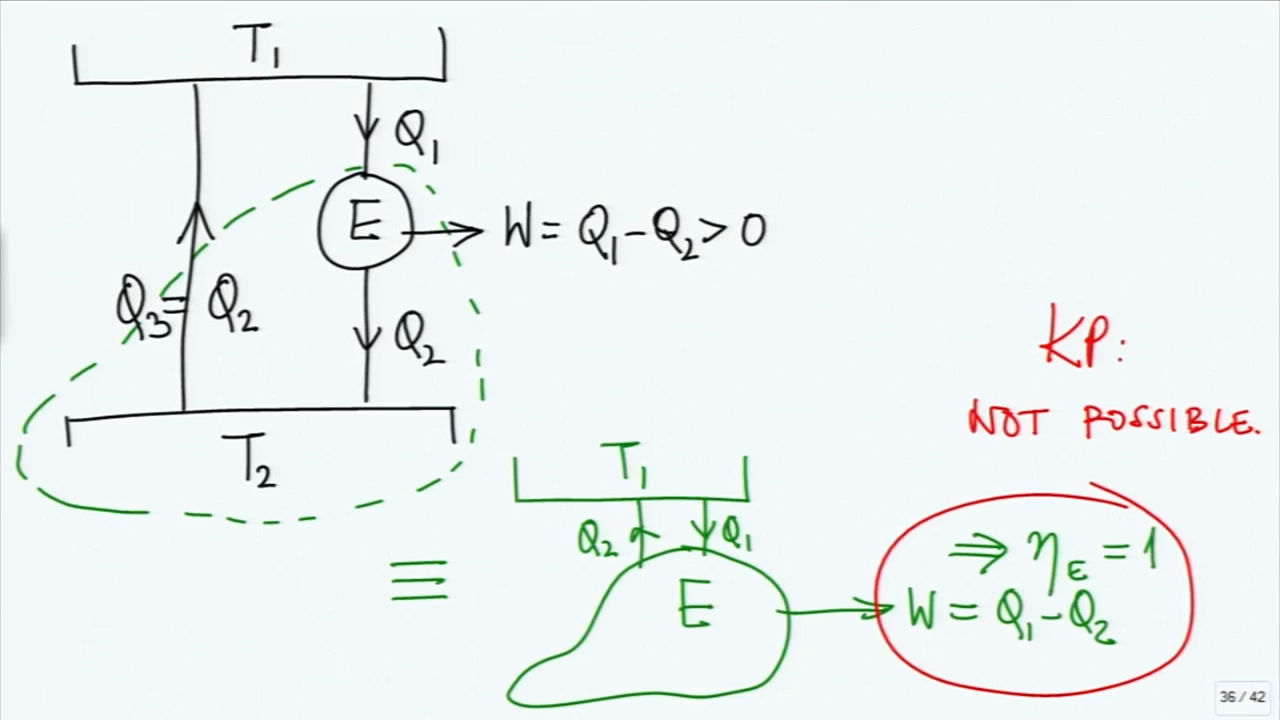 T₁
Q₁
E
W = Q₁ - Q₂ > 0
Q₃ = Q₂
Q₂
T₂
KP:
NOT POSSIBLE.
T₁
Q₂
Q₁
≡
E
⇒ η_E = 1
W = Q₁ - Q₂
36 / 42